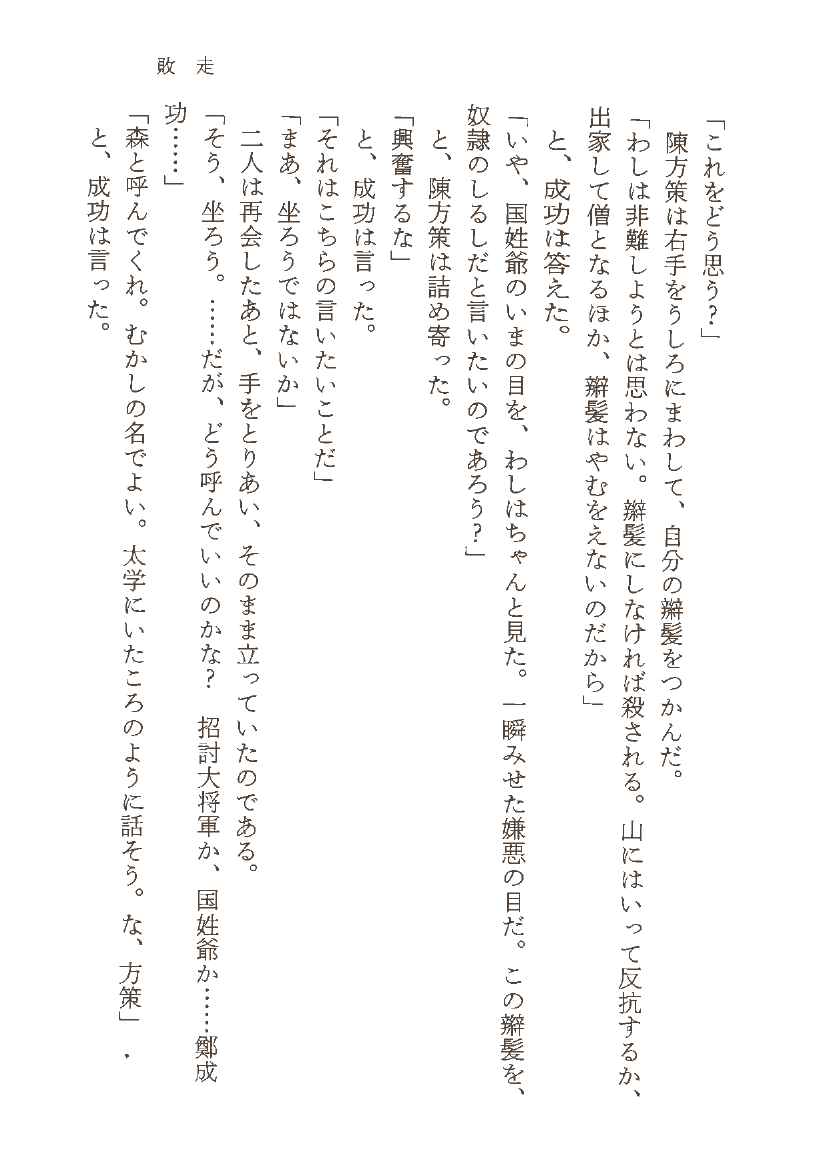 敗走
「これをどう思う?」
陳方策は右手をうしろにまわして、自分の辮髪をつかんだ。
「わしは非難しようとは思わない。辮髪にしなければ殺される。山にはいって反抗するか、
出家して僧となるほか、辮髪はやむをえないのだから」
と、成功は答えた。
「いや、国姓爺のいまの目を、わしはちゃんと見た。一瞬みせた嫌悪の目だ。この辮髪を、
奴隷のしるしだと言いたいのであろう?」
と、陳方策は詰め寄った。
「興奮するな」
と、成功は言った。
「それはこちらの言いたいことだ」
「まあ、坐ろうではないか」
二人は再会したあと、手をとりあい、そのまま立っていたのである。
「そう、坐ろう。……だが、どう呼んでいいのかな? 招討大将軍か、国姓爺か……鄭成
功……」
「森と呼んでくれ。むかしの名でよい。太学にいたころのように話そう。な、方策」
と、成功は言った。